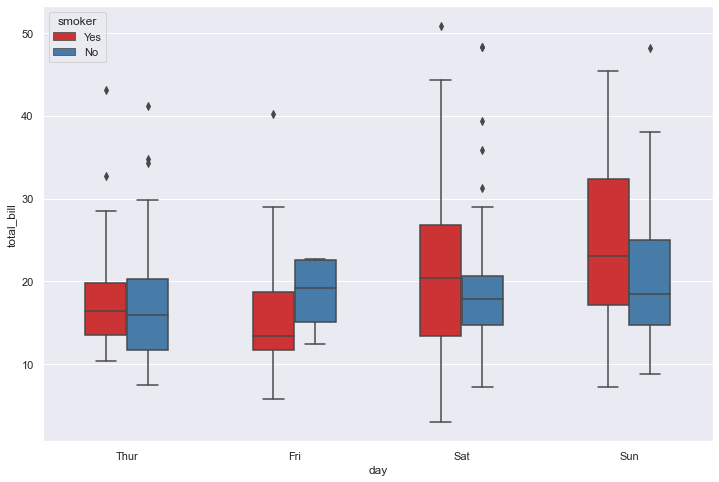 smoker
Yes
No
50
40
30
20
10
total_bill
Thur
Fri
Sat
Sun
day